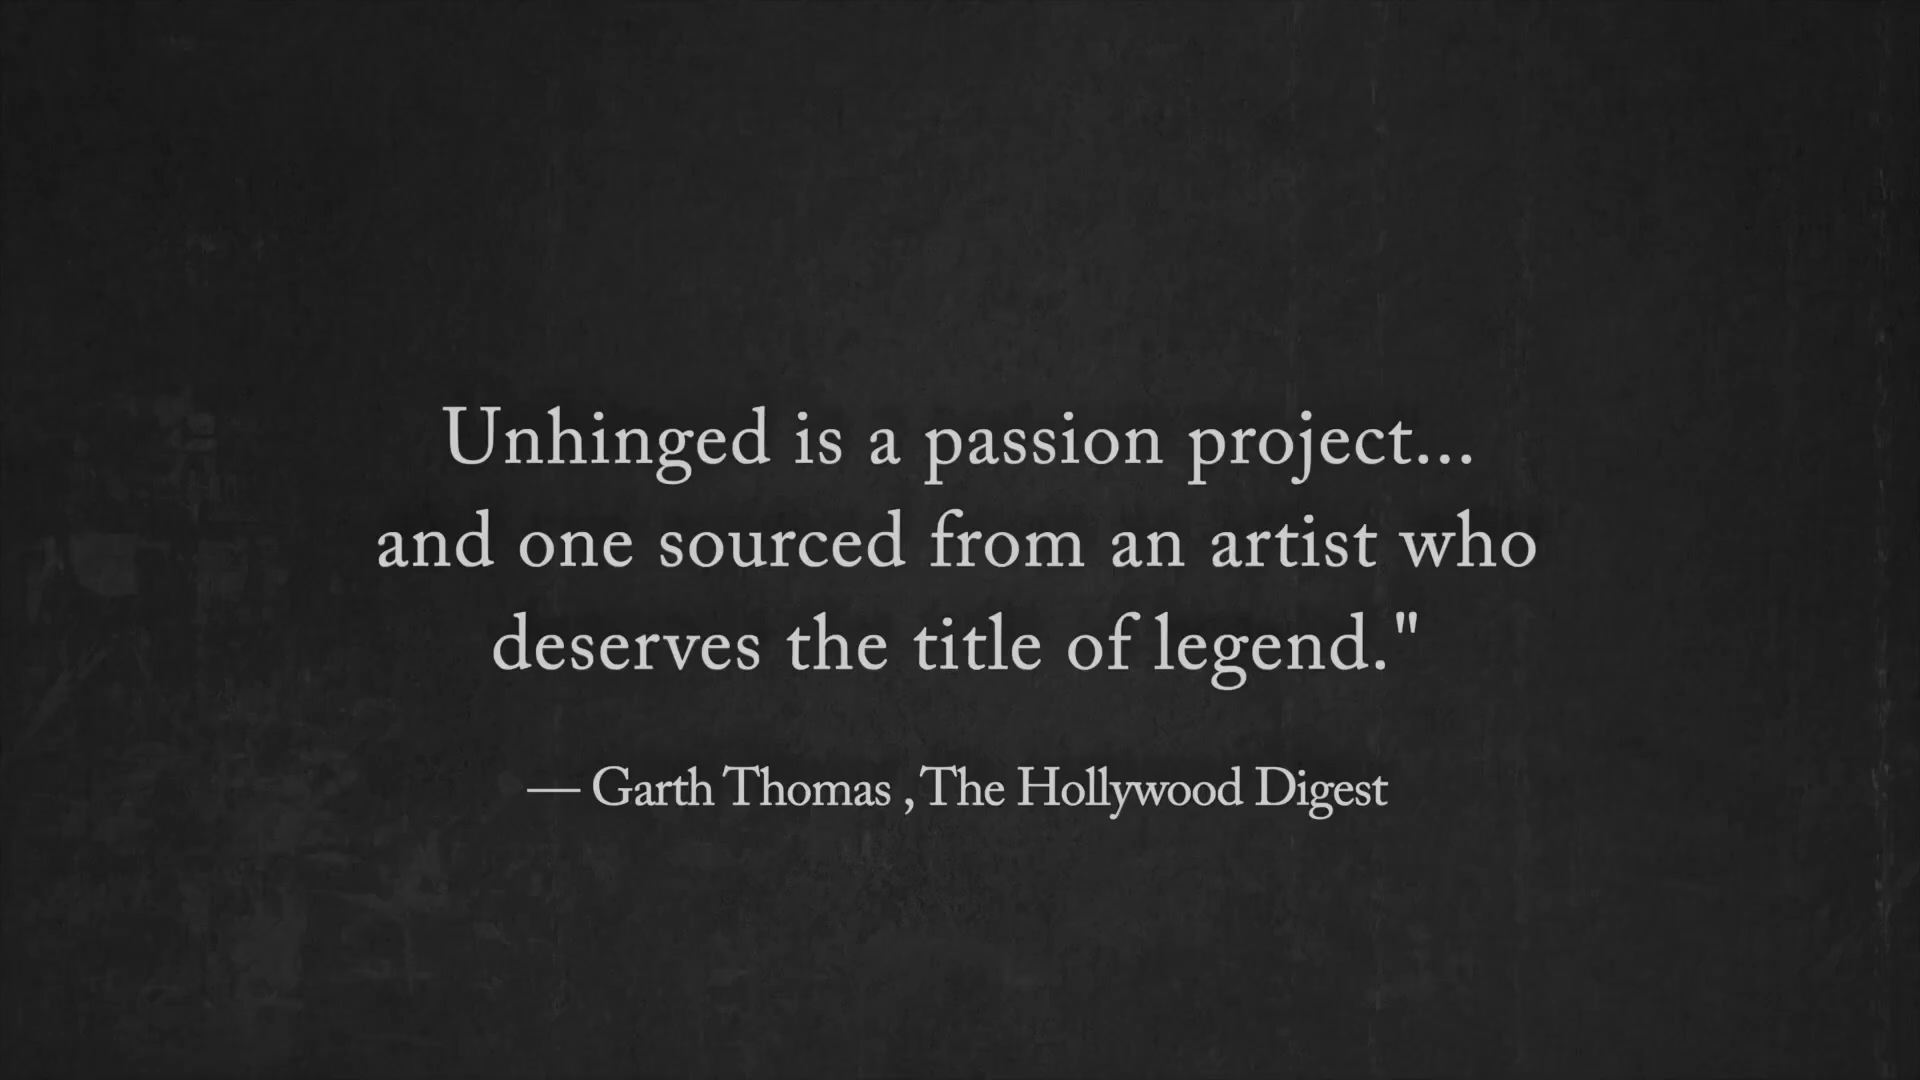 Unhinged is a passion project...
and one sourced from an artist who
deserves the title of legend."
— Garth Thomas , The Hollywood Digest